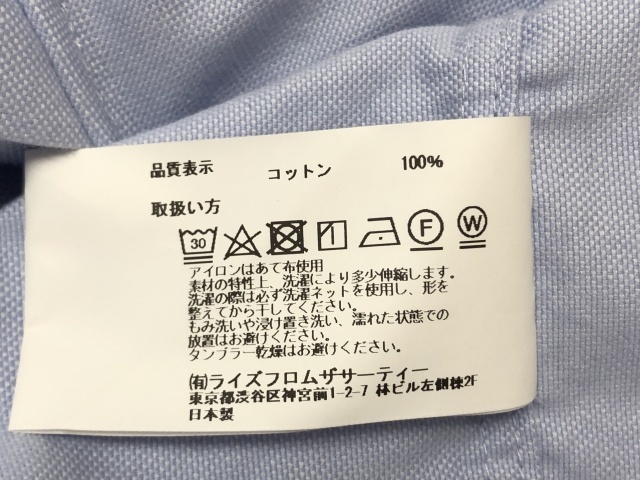 品質表示 コットン 100%
取扱い方
30 F W
アイロンはあて布使用
素材の特性上、洗濯により多少伸縮します。
洗濯の際は必ず洗濯ネットを使用し、形を
整えてから干してください。
もみ洗いや浸け置き洗い、濡れた状態での
放置はお避けください。
タンブラー乾燥はお避けください。
(有)ライズフロムザサーティー
東京都渋谷区神宮前1-2-7 林ビル左側棟2F
日本製